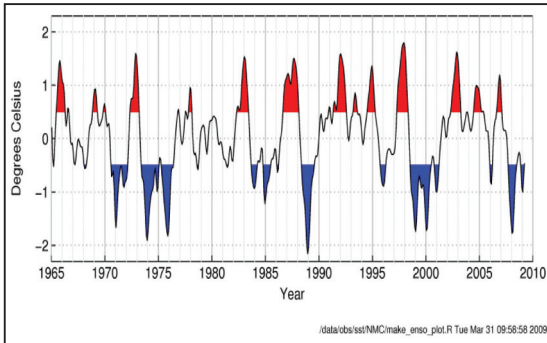 Degrees Celsius
2
1
0
−1
−2
1965 1970 1975 1980 1985 1990 1995 2000 2005 2010
Year
/data/obs/sst/NMC/make_enso_plot.R Tue Mar 31 09:58:58 2009